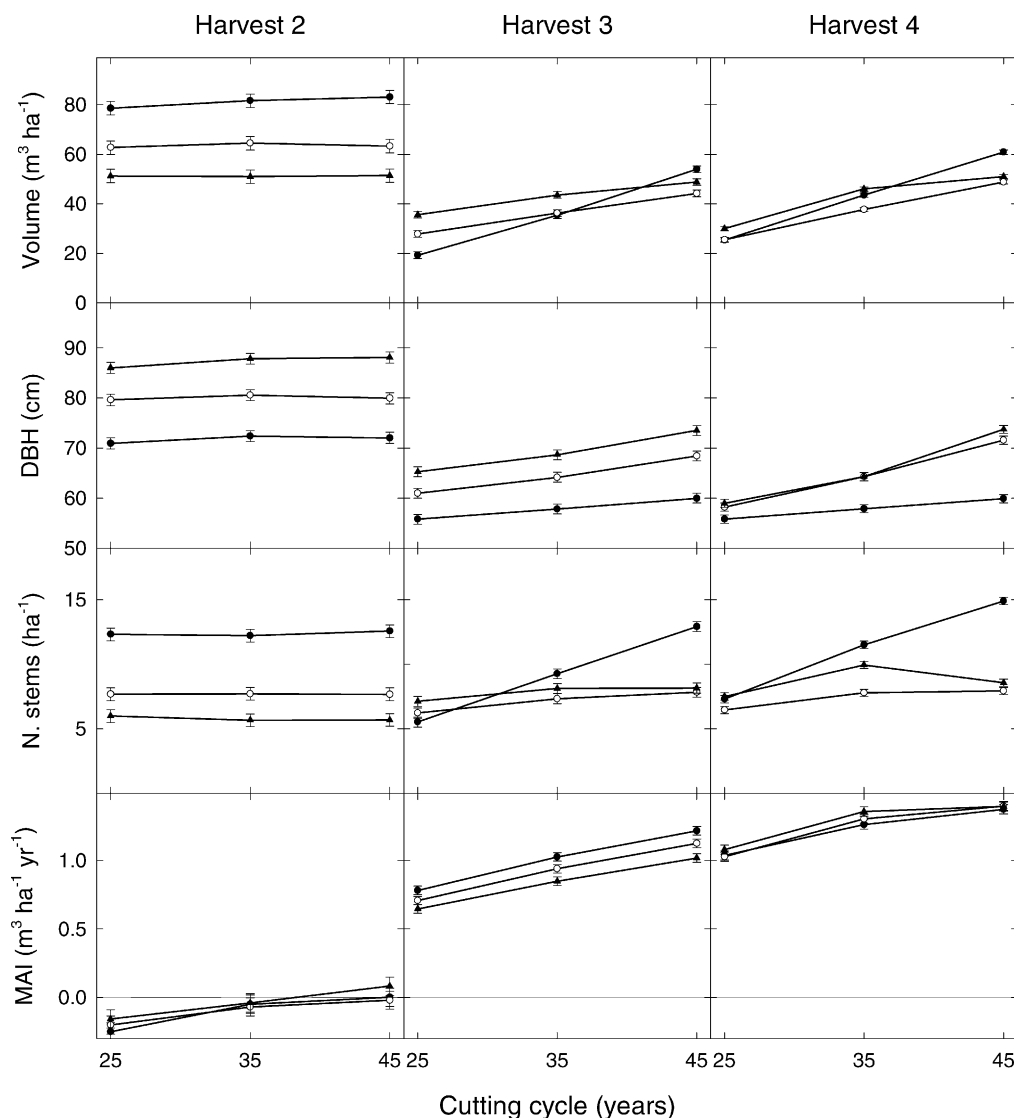 Harvest 2 Harvest 3 Harvest 4
Volume (m³ ha⁻¹)
80
60
40
20
0
DBH (cm)
90
80
70
60
50
N. stems (ha⁻¹)
15
5
MAI (m³ ha⁻¹ yr⁻¹)
1.0
0.5
0.0
25 35 45 25 35 45 25 35 45
Cutting cycle (years)